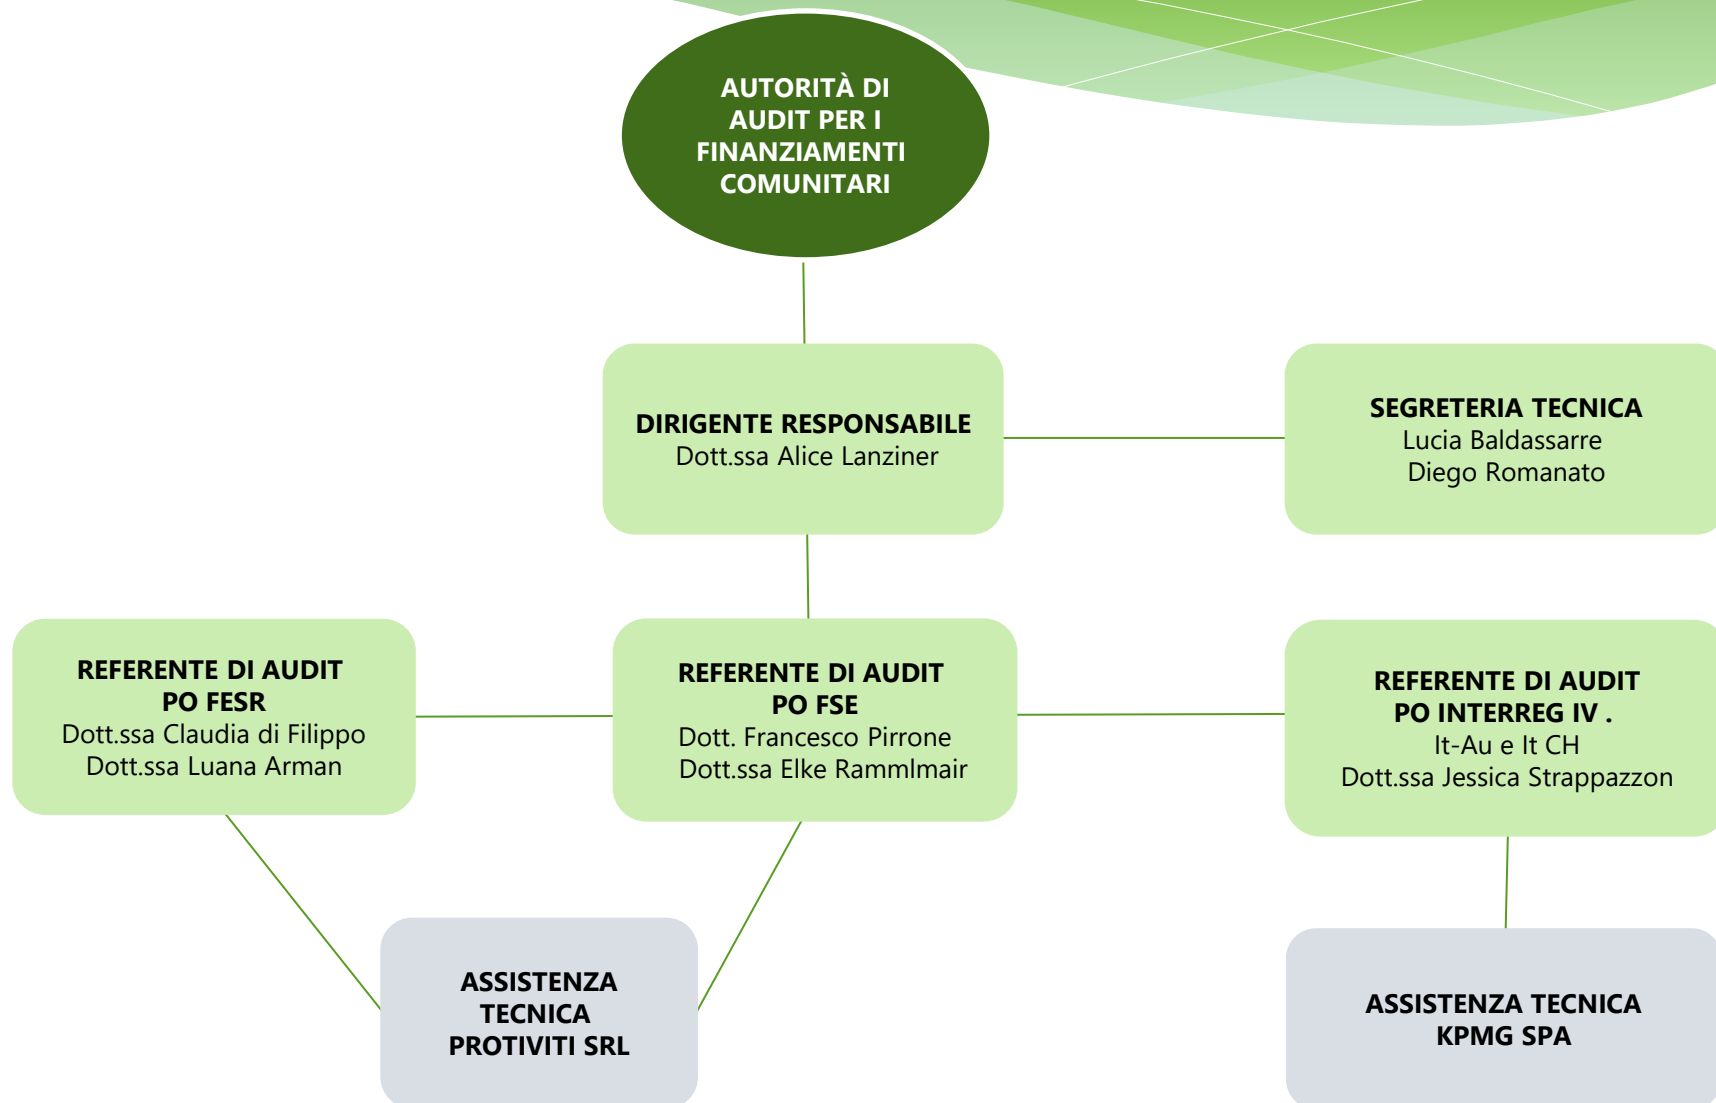 AUTORITÀ DI
AUDIT PER I
FINANZIAMENTI
COMUNITARI
DIRIGENTE RESPONSABILE
Dott.ssa Alice Lanziner
SEGRETERIA TECNICA
Lucia Baldassarre
Diego Romanato
REFERENTE DI AUDIT
PO FESR
Dott.ssa Claudia di Filippo
Dott.ssa Luana Arman
REFERENTE DI AUDIT
PO FSE
Dott. Francesco Pirrone
Dott.ssa Elke Rammlmair
REFERENTE DI AUDIT
PO INTERREG IV .
It-Au e It CH
Dott.ssa Jessica Strappazzon
ASSISTENZA
TECNICA
PROTIVITI SRL
ASSISTENZA TECNICA
KPMG SPA